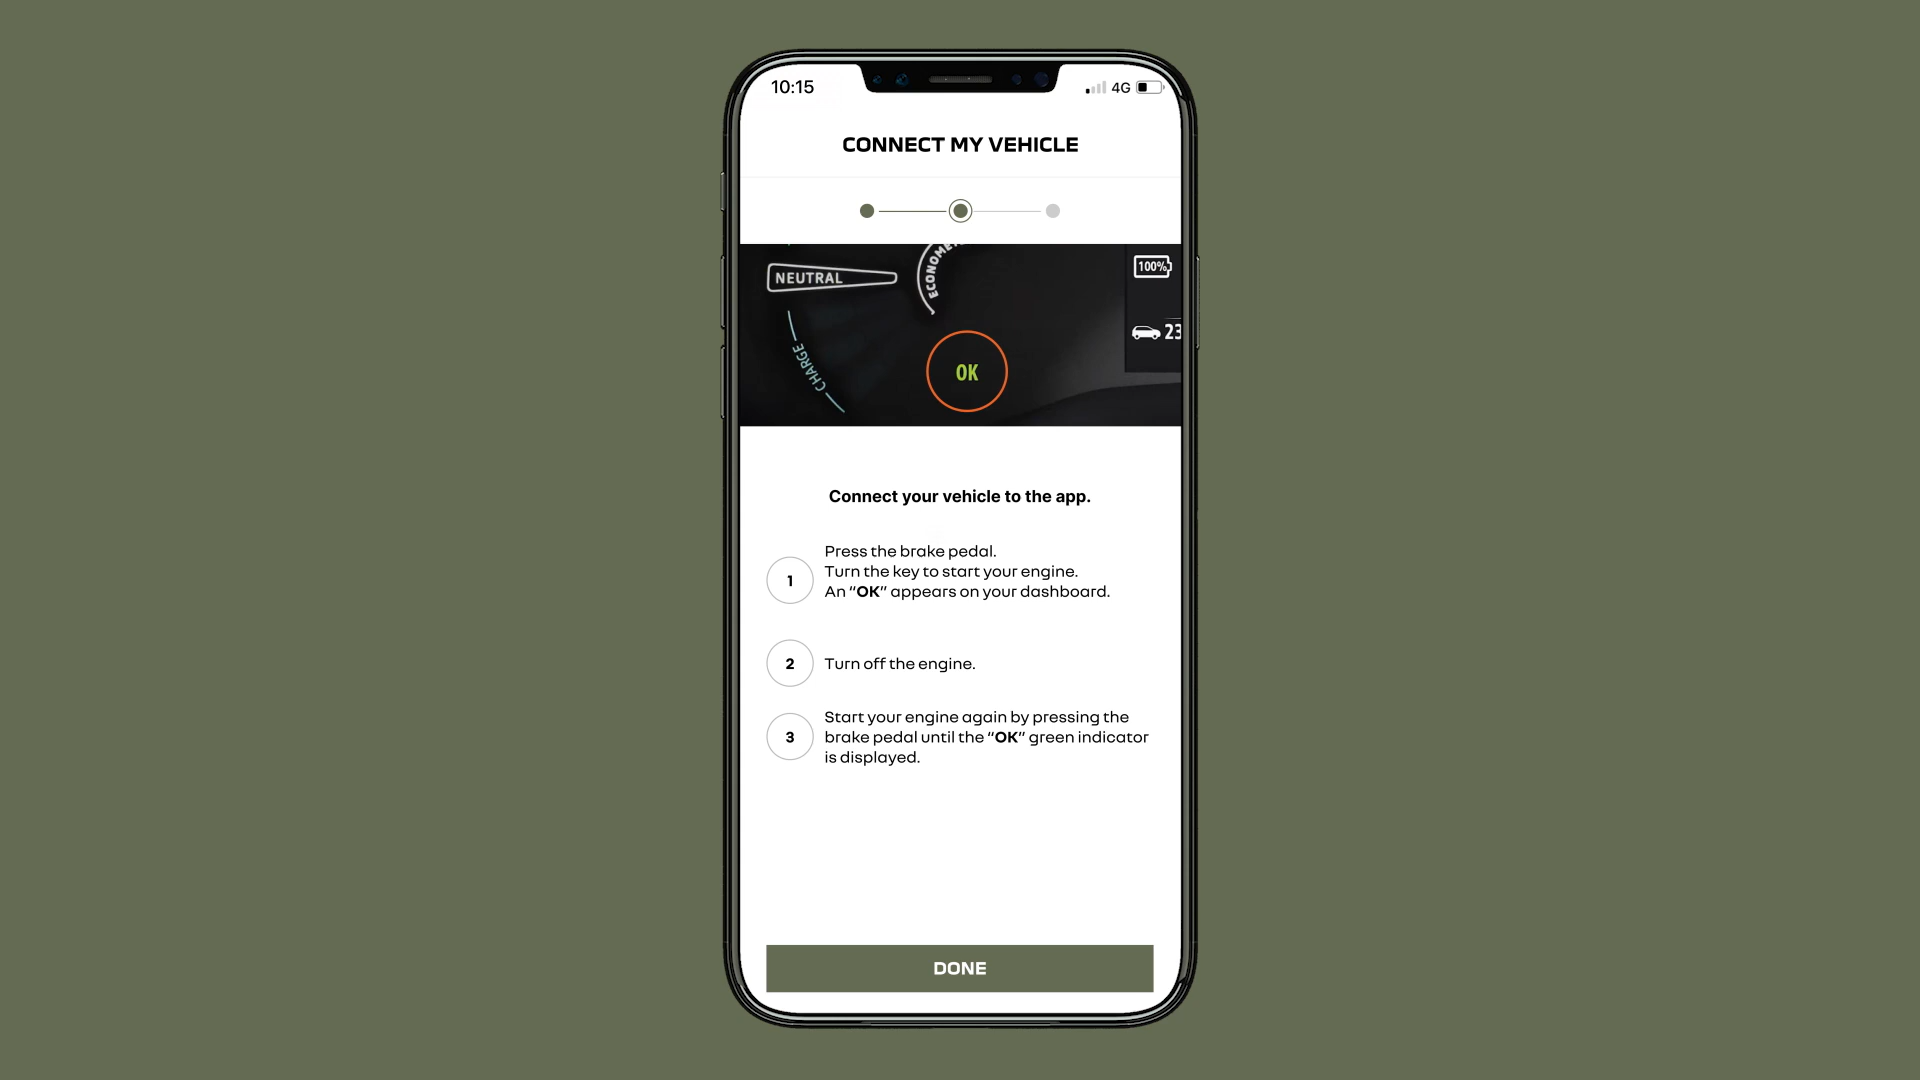 10:15
4G
CONNECT MY VEHICLE
NEUTRAL
100%
23
CHARGE
OK
Connect your vehicle to the app.
1
Press the brake pedal.
Turn the key to start your engine.
An “OK” appears on your dashboard.
2
Turn off the engine.
3
Start your engine again by pressing the
brake pedal until the “OK” green indicator
is displayed.
DONE